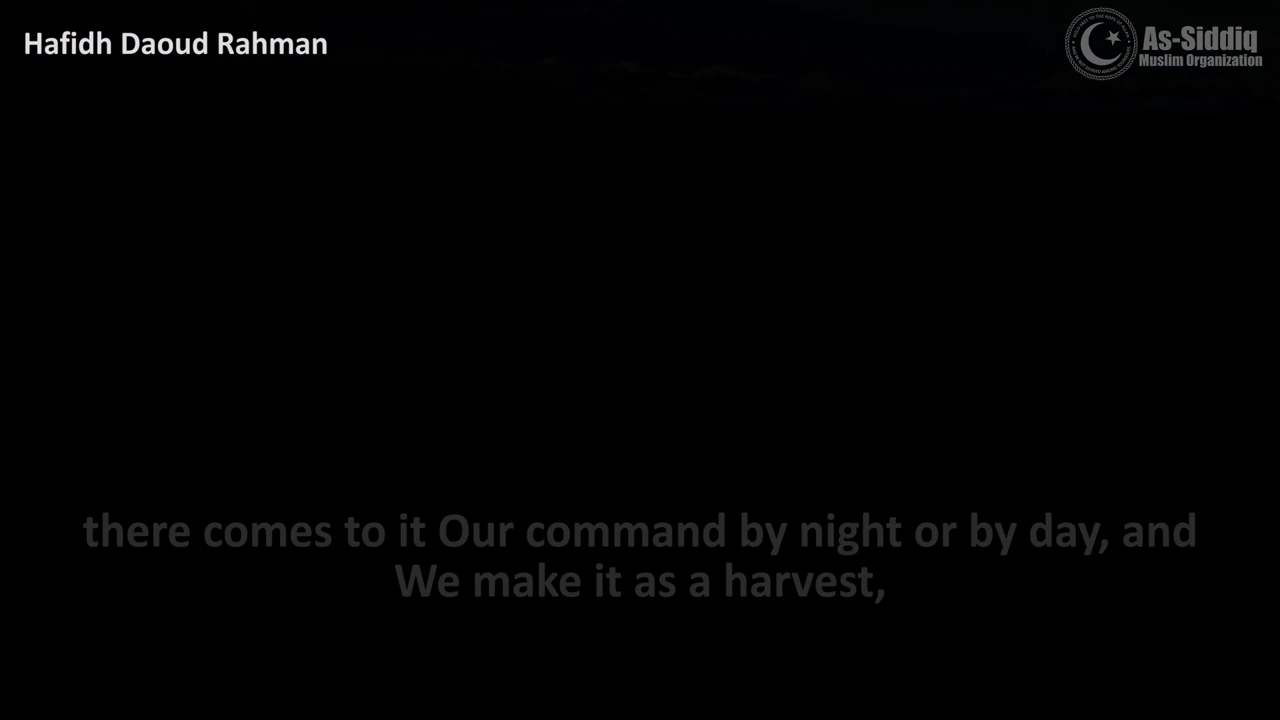 Hafidh Daoud Rahman
As-Siddiq
Muslim Organization
there comes to it Our command by night or by day, and
We make it as a harvest,